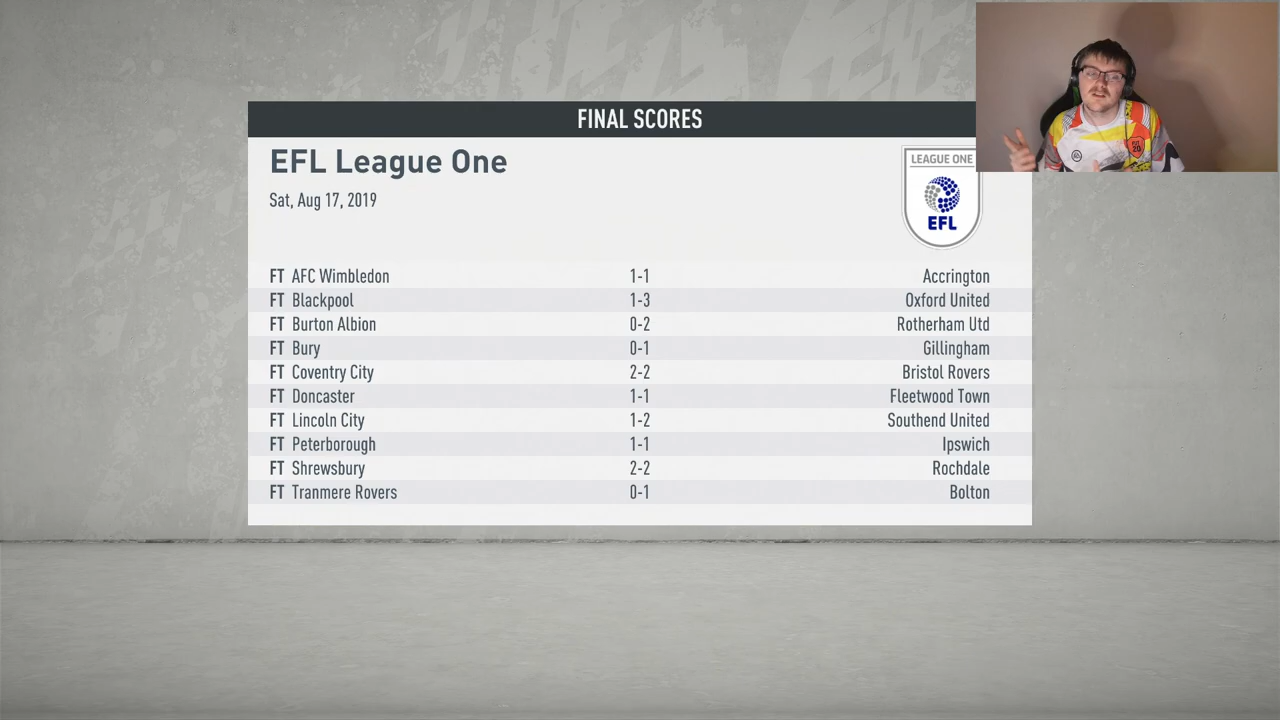 FINAL SCORES
EFL League One
Sat, Aug 17, 2019
LEAGUE ONE
EFL
FT AFC Wimbledon 1-1 Accrington
FT Blackpool 1-3 Oxford United
FT Burton Albion 0-2 Rotherham Utd
FT Bury 0-1 Gillingham
FT Coventry City 2-2 Bristol Rovers
FT Doncaster 1-1 Fleetwood Town
FT Lincoln City 1-2 Southend United
FT Peterborough 1-1 Ipswich
FT Shrewsbury 2-2 Rochdale
FT Tranmere Rovers 0-1 Bolton